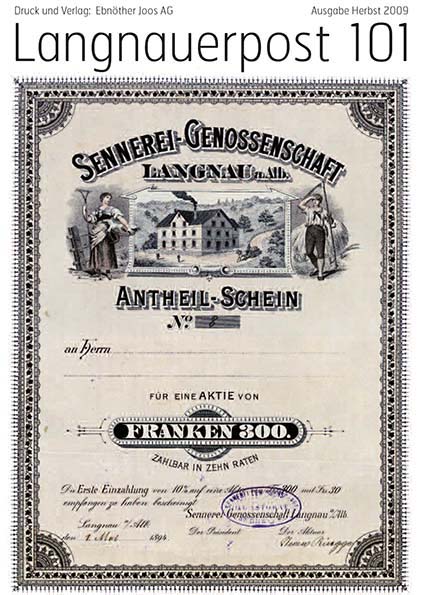 Druck und Verlag: Ebnöther Joos AG
Ausgabe Herbst 2009
Langnauerpost 101
SENNEREI-GENOSSENSCHAFT
LANGNAU a. Alb.
ANTHEIL-SCHEIN
No. 8
an Herrn
FÜR EINE AKTIE VON
FRANKEN 300.
ZAHLBAR IN ZEHN RATEN
Die Erste Einzahlung von 10% auf eine Aktie Fr. 300 mit Fr. 30
empfangen zu haben bescheinigt
Sennerei-Genossenschaft Langnau a/Alb.
Langnau a/Alb.
Der Präsident Der Aktuar
den 1. Mai 1894